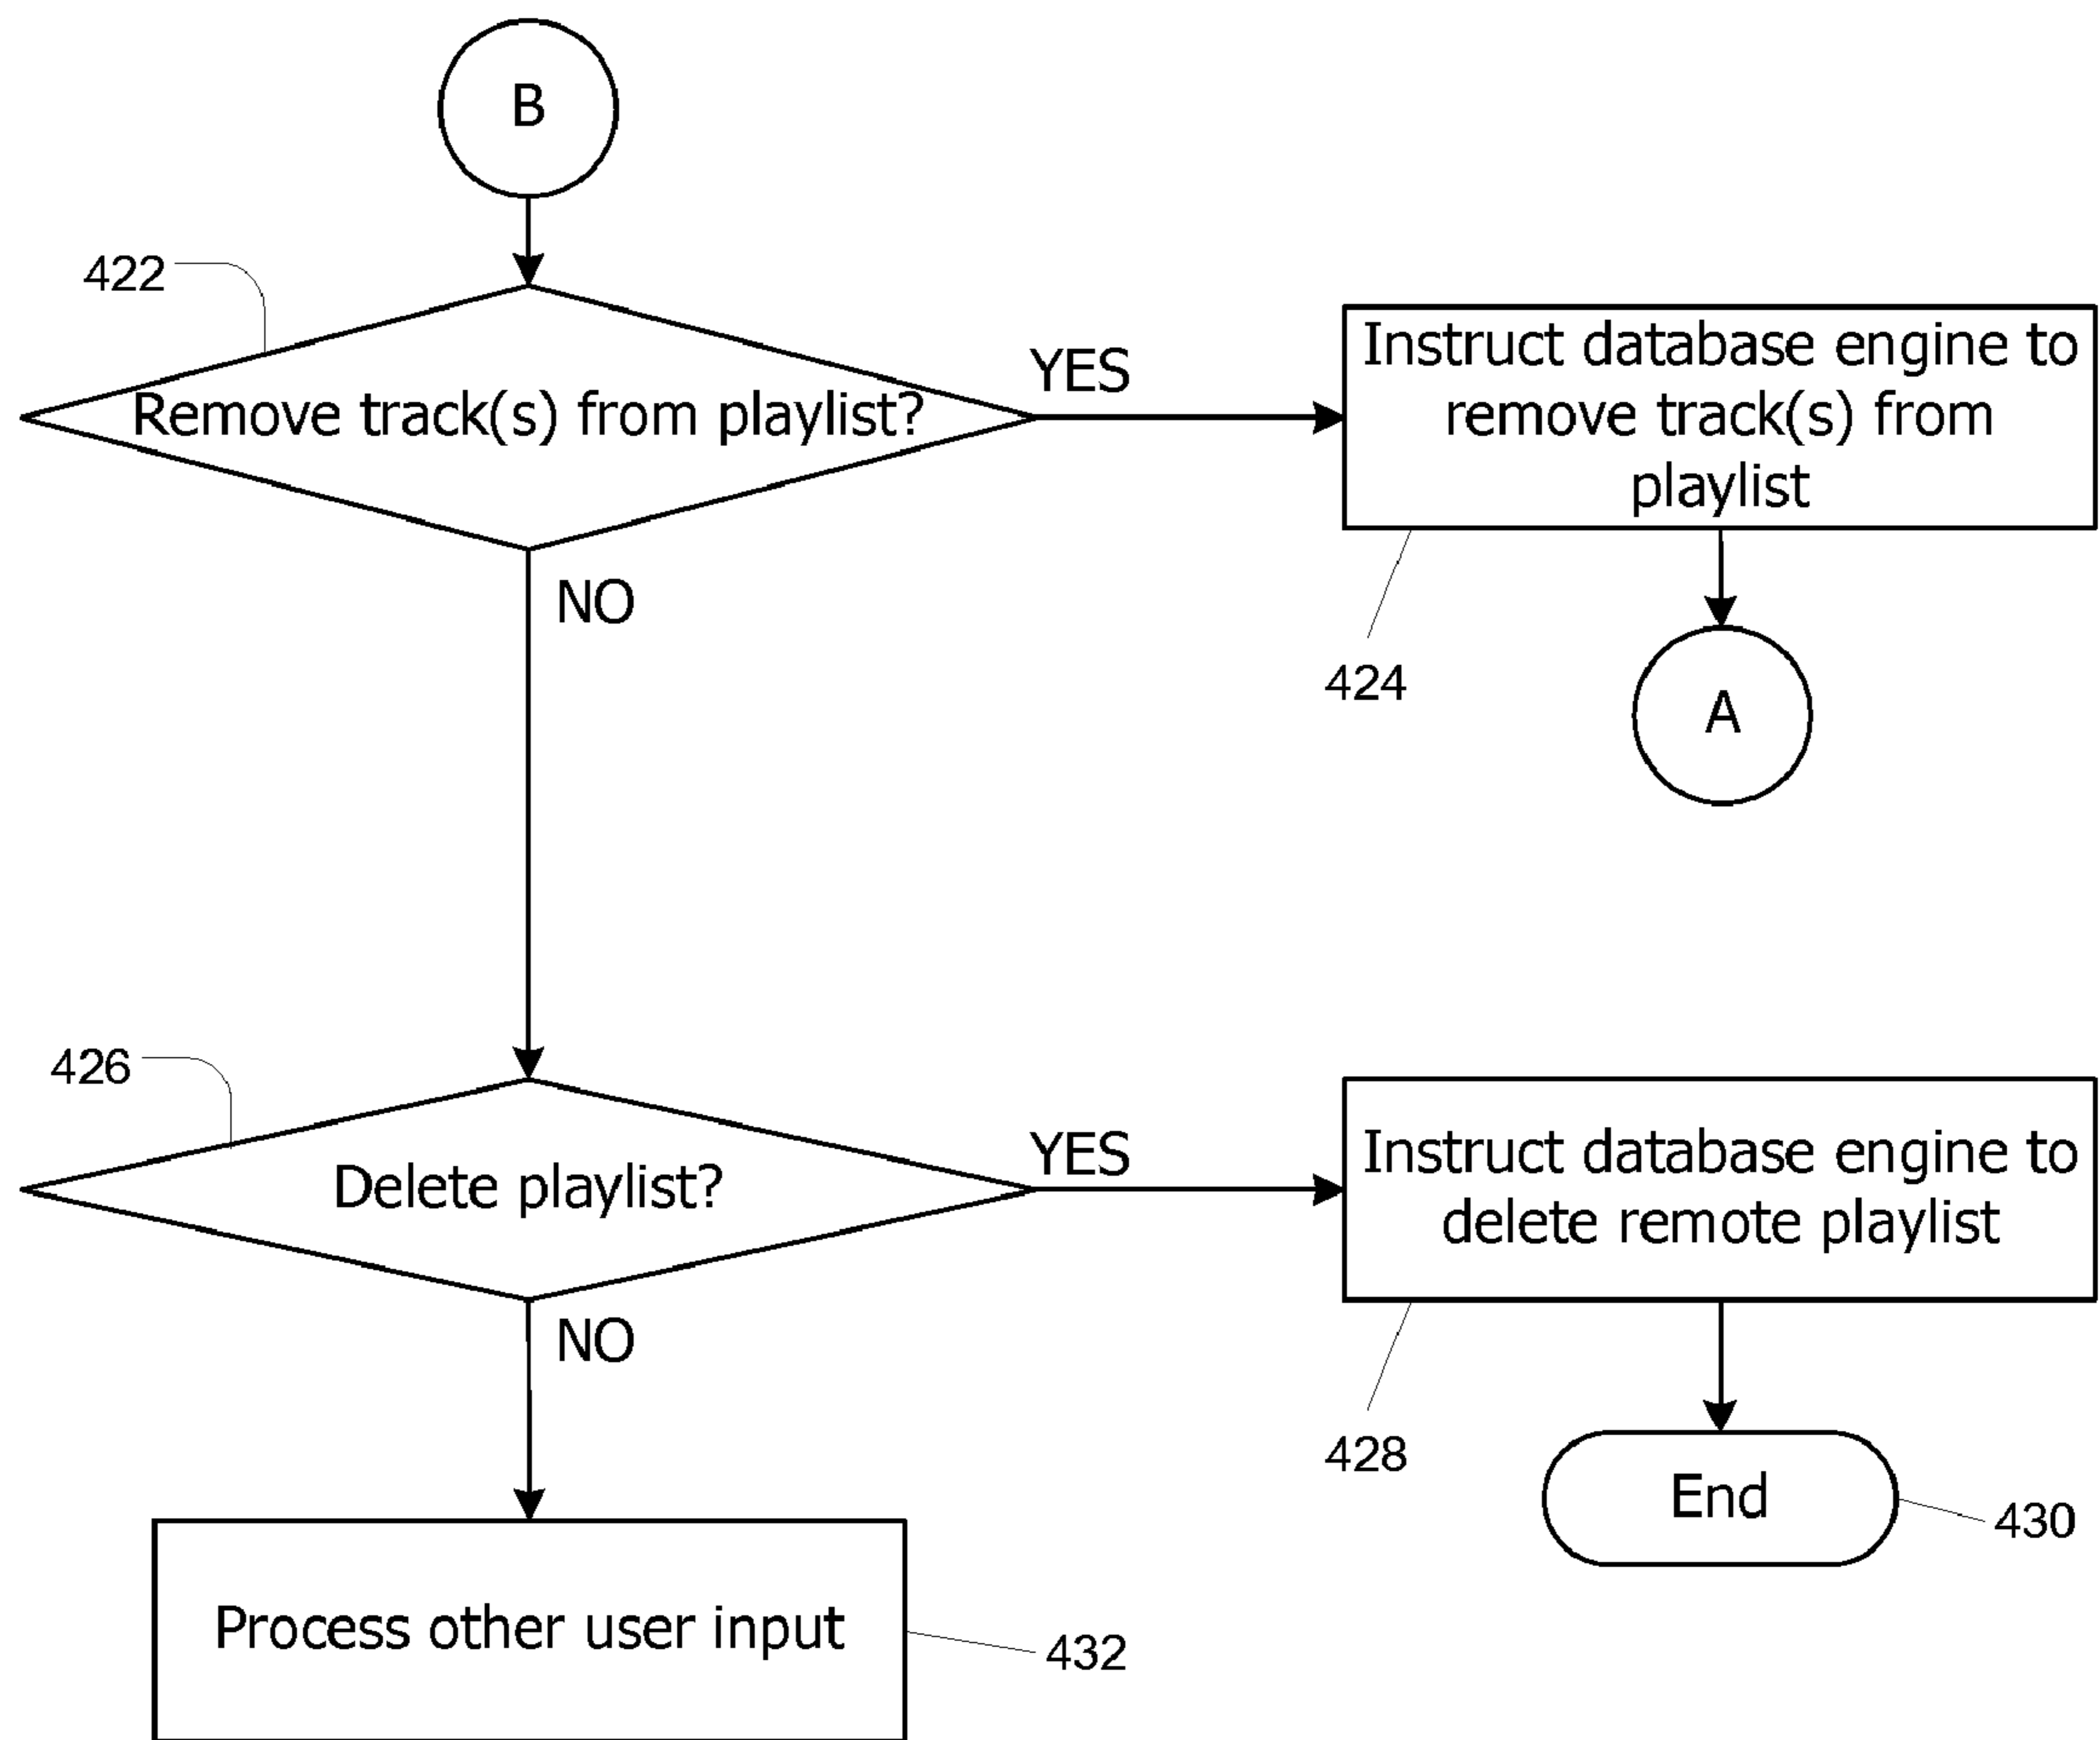 B
422
Remove track(s) from playlist?
YES
Instruct database engine to
remove track(s) from
playlist
NO
424
A
426
Delete playlist?
YES
Instruct database engine to
delete remote playlist
NO
428
End
430
Process other user input
432